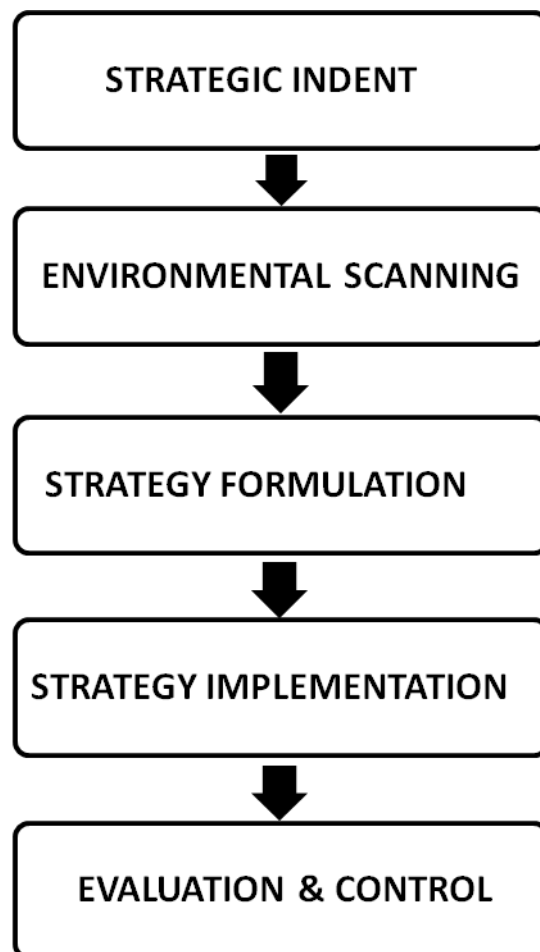 STRATEGIC INDENT
ENVIRONMENTAL SCANNING
STRATEGY FORMULATION
STRATEGY IMPLEMENTATION
EVALUATION & CONTROL